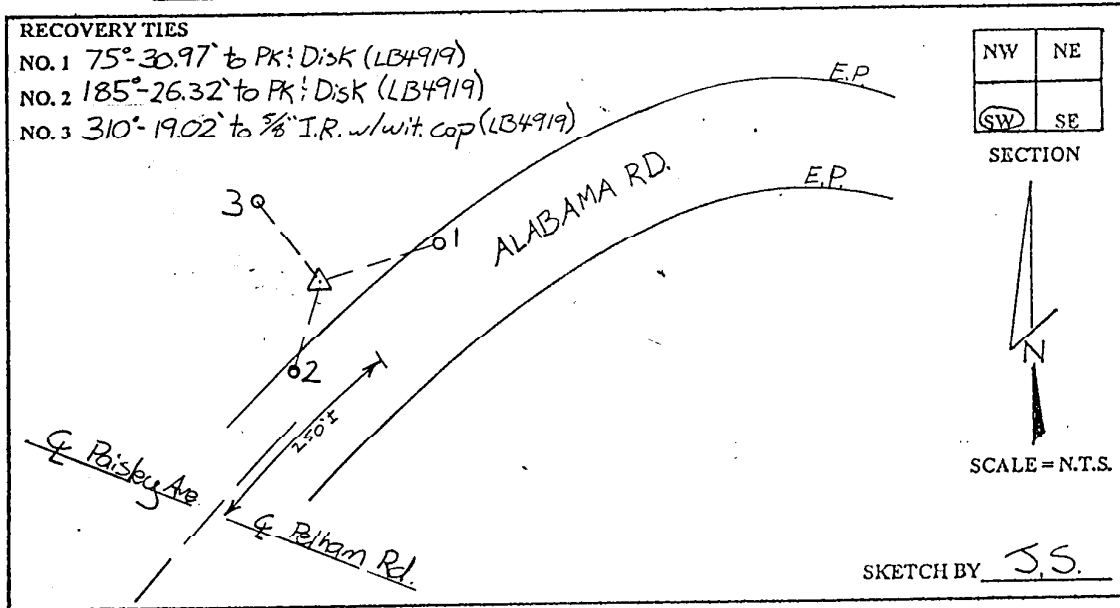 RECOVERY TIES
NO. 1 75°-30.97' to PK & Disk (LB4919)
NO. 2 185°-26.32' to PK & Disk (LB4919)
NO. 3 310°-19.02' to 5/8" I.R. w/wit. cap (LB4919)
NW NE
SW SE
SECTION
E.P.
E.P.
ALABAMA RD.
3
1
2
250'±
℄ Paisley Ave.
℄ Pelham Rd.
N
SCALE = N.T.S.
SKETCH BY J.S.